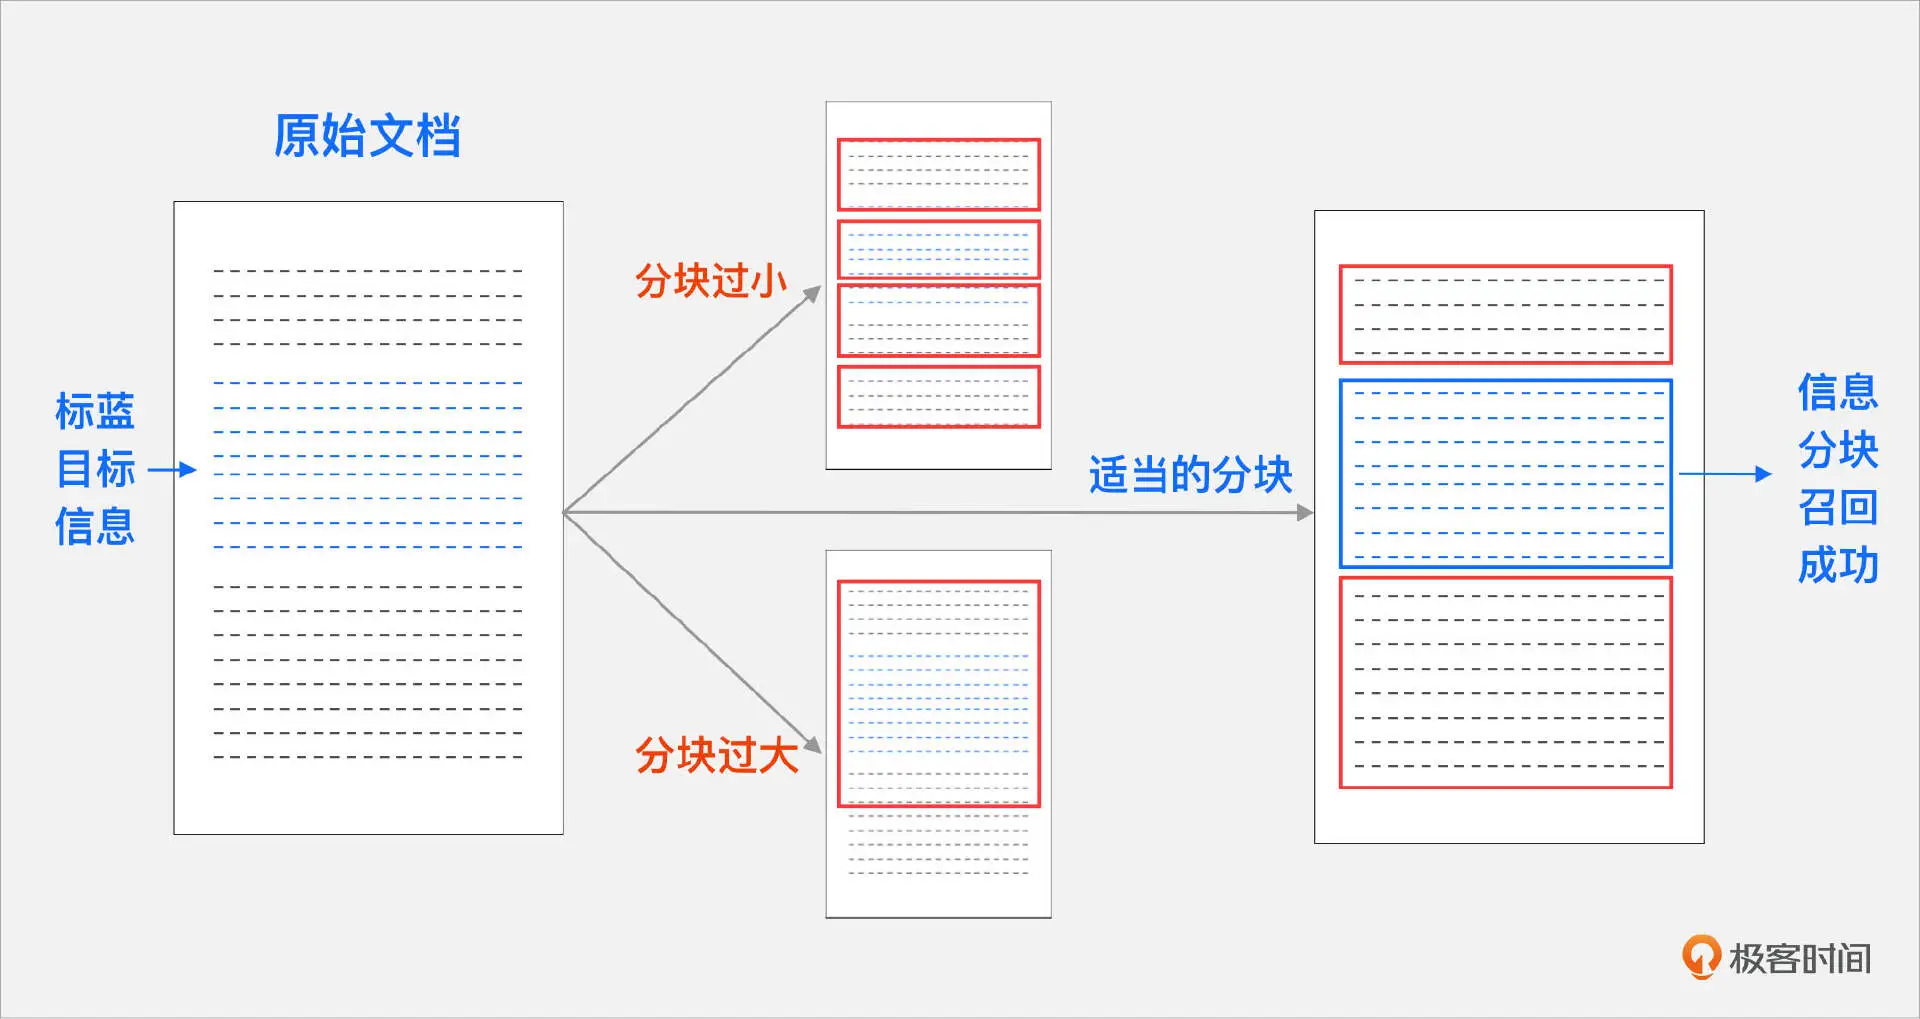 原始文档
标蓝
目标
信息
分块过小
适当的分块
分块过大
信息
分块
召回
成功
极客时间